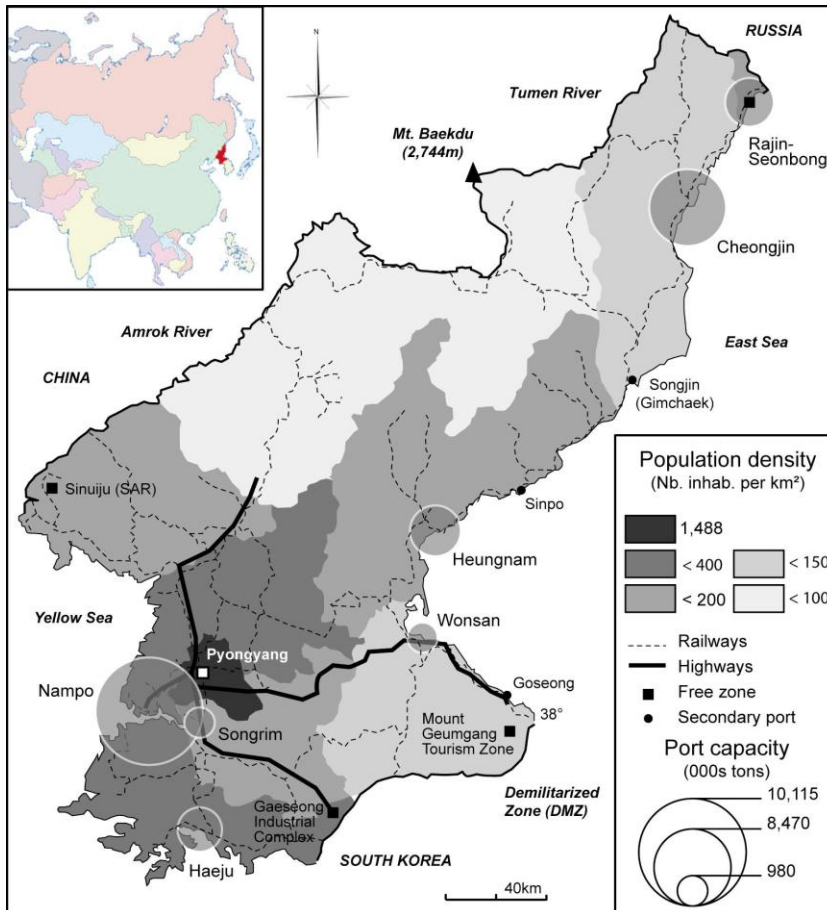 RUSSIA
Tumen River
Mt. Baekdu
(2,744m)
Rajin-
Seonbong
Cheongjin
Amrok River
East Sea
CHINA
Songjin
(Gimchaek)
Sinuiju (SAR)
Sinpo
Heungnam
Yellow Sea
Wonsan
Pyongyang
Nampo
Goseong
38°
Songrim
Mount
Geumgang
Tourism Zone
Gaeseong
Industrial
Complex
Demilitarized
Zone (DMZ)
Haeju
SOUTH KOREA
40km
Population density
(Nb. inhab. per km²)
1,488
< 400
< 150
< 200
< 100
Railways
Highways
Free zone
Secondary port
Port capacity
(000s tons)
10,115
8,470
980